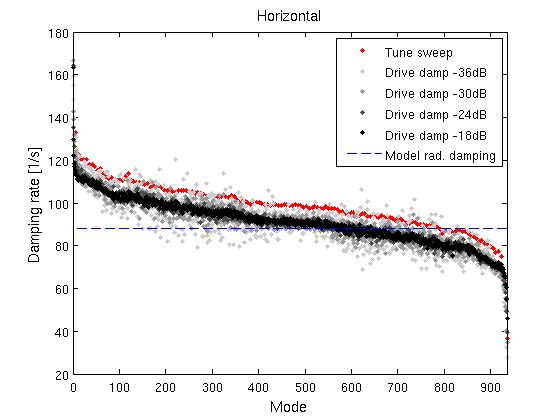 Horizontal
180
160
140
120
100
80
60
40
20
Damping rate [1/s]
Tune sweep
Drive damp -36dB
Drive damp -30dB
Drive damp -24dB
Drive damp -18dB
Model rad. damping
0 100 200 300 400 500 600 700 800 900
Mode